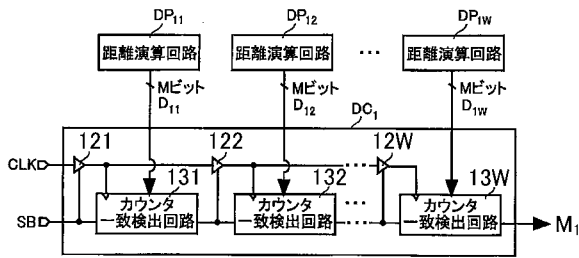 DP11 DP12 DP1W
距離演算回路 距離演算回路 … 距離演算回路
Mビット Mビット Mビット
D11 D12 D1W
DC1
121 122 12W
CLK
131 132 13W
カウンタ カウンタ カウンタ
SB 一致検出回路 一致検出回路 一致検出回路 M1